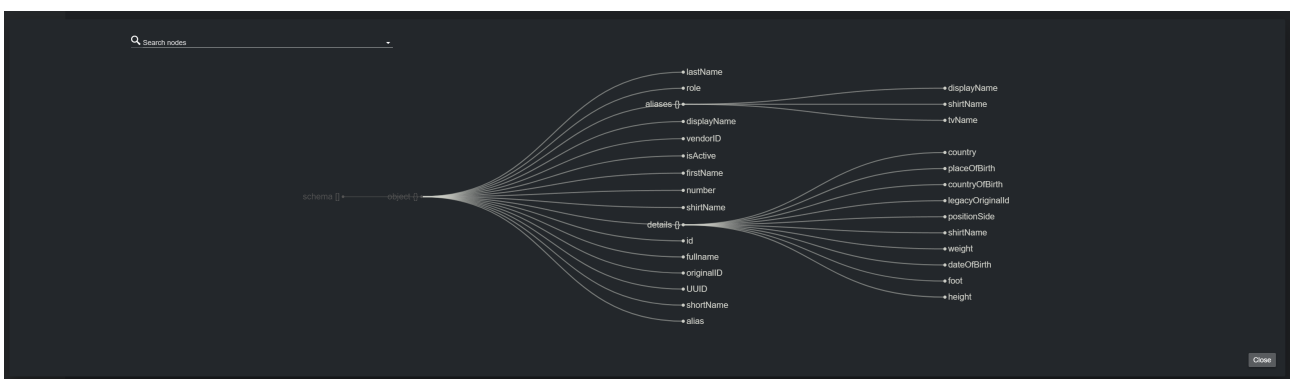 Search nodes
schema []
object {}
lastName
role
aliases {}
displayName
vendorID
isActive
firstName
number
shirtName
details {}
id
fullname
originalID
UUID
shortName
alias
displayName
shirtName
tvName
country
placeOfBirth
countryOfBirth
legacyOriginalId
positionSide
shirtName
weight
dateOfBirth
foot
height
Close